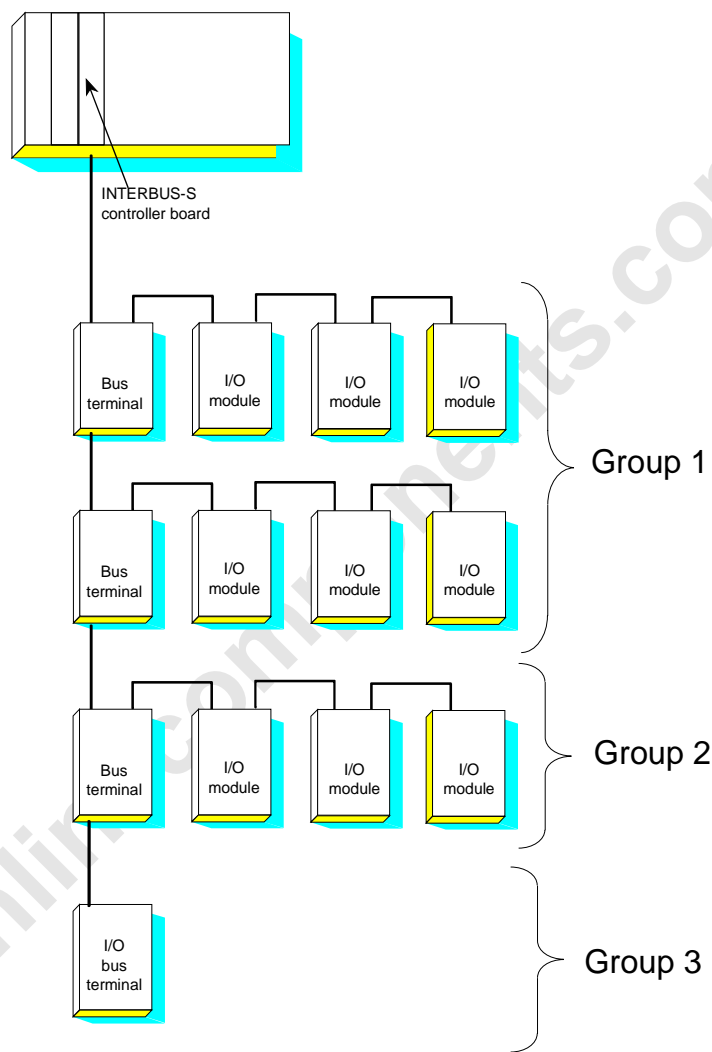 INTERBUS-S
controller board
Bus
terminal
I/O
module
I/O
module
I/O
module
Group 1
Bus
terminal
I/O
module
I/O
module
I/O
module
Bus
terminal
I/O
module
I/O
module
I/O
module
Group 2
I/O
bus
terminal
Group 3